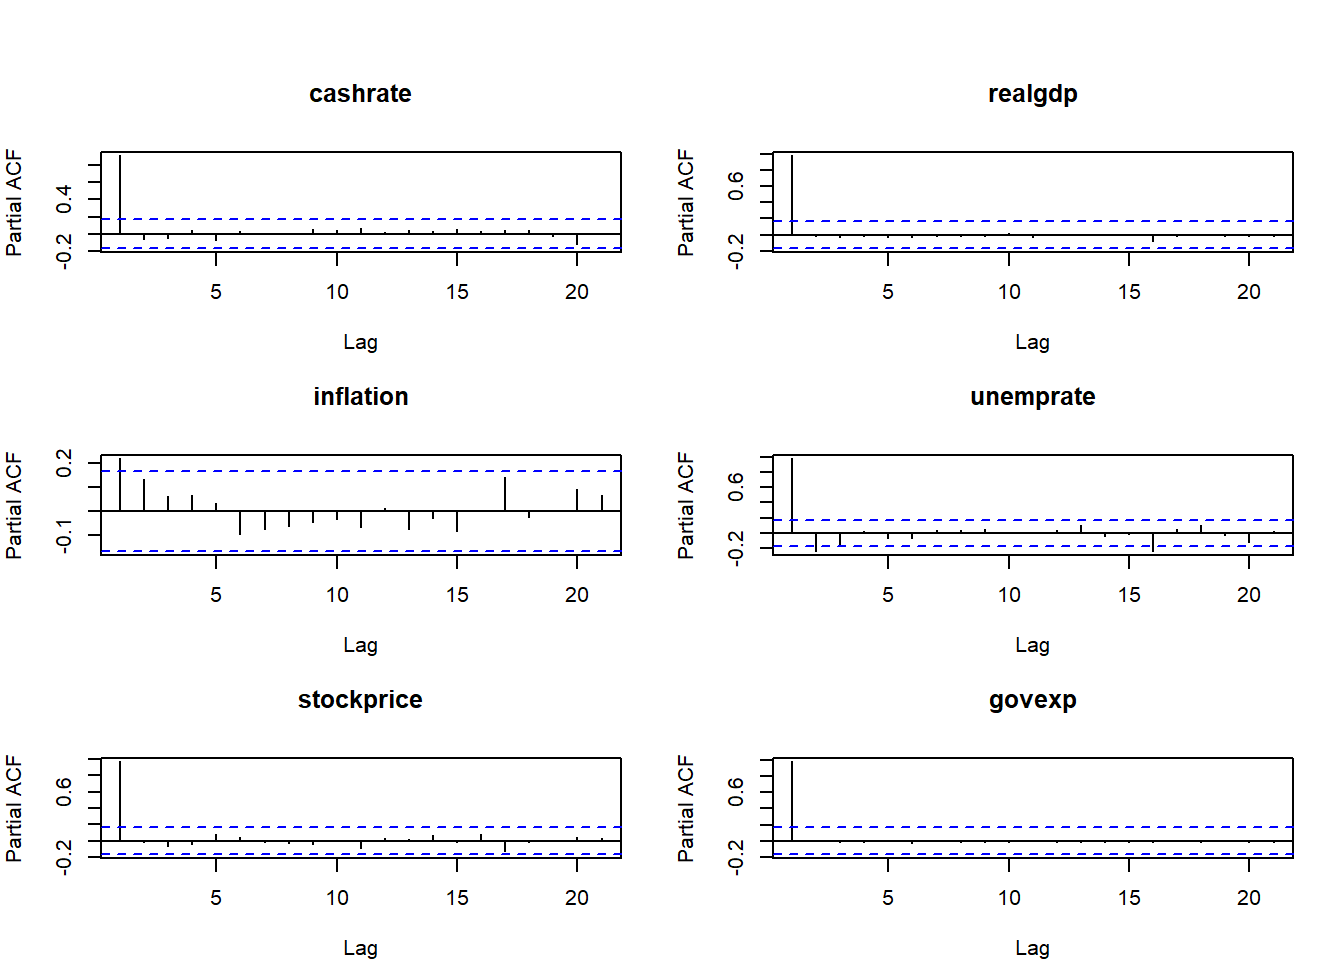 cashrate
Partial ACF
-0.2 0.4
5 10 15 20
Lag
realgdp
Partial ACF
-0.2 0.6
5 10 15 20
Lag
inflation
Partial ACF
-0.1 0.2
5 10 15 20
Lag
unemprate
Partial ACF
-0.2 0.6
5 10 15 20
Lag
stockprice
Partial ACF
-0.2 0.6
5 10 15 20
Lag
govexp
Partial ACF
-0.2 0.6
5 10 15 20
Lag